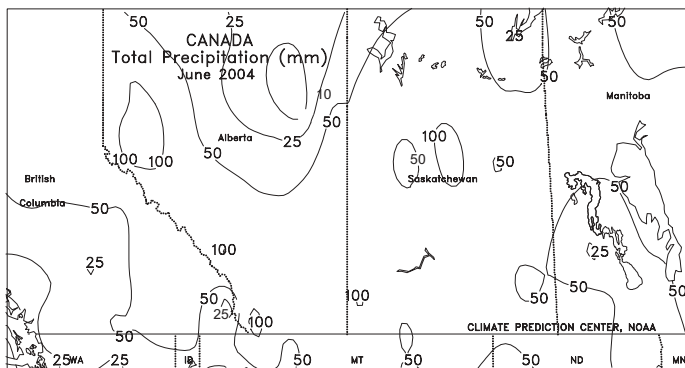 50 25 50 50
CANADA
Total Precipitation (mm)
June 2004
25
50
10
Manitoba
50
100
25
Alberta
50
100 100
50
50
British
Saskatchewan
50
Columbia
50
100
25
25
50
50
50
50
100
25
100
50
CLIMATE PREDICTION CENTER, NOAA
25 WA 25 ID 50 MT 50 50 ND 50 MN